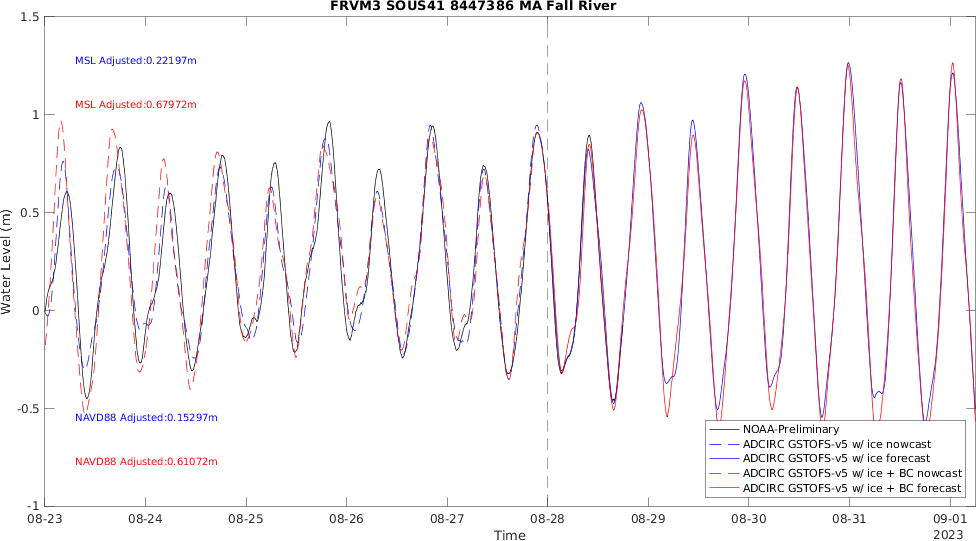 FRVM3 SOUS41 8447386 MA Fall River
1.5
MSL Adjusted:0.22197m
MSL Adjusted:0.67972m
1
0.5
Water Level (m)
0
-0.5
NAVD88 Adjusted:0.15297m
NAVD88 Adjusted:0.61072m
-1
NOAA-Preliminary
ADCIRC GSTOFS-v5 w/ ice nowcast
ADCIRC GSTOFS-v5 w/ ice forecast
ADCIRC GSTOFS-v5 w/ ice + BC nowcast
ADCIRC GSTOFS-v5 w/ ice + BC forecast
08-23 08-24 08-25 08-26 08-27 08-28 08-29 08-30 08-31 09-01
Time 2023